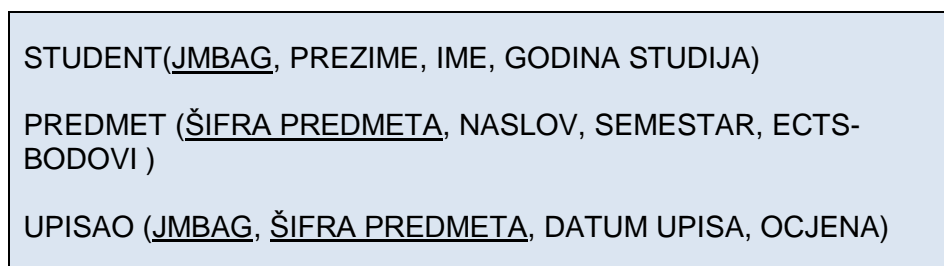 STUDENT(JMBAG, PREZIME, IME, GODINA STUDIJA)
PREDMET (ŠIFRA PREDMETA, NASLOV, SEMESTAR, ECTS-
BODOVI )
UPISAO (JMBAG, ŠIFRA PREDMETA, DATUM UPISA, OCJENA)